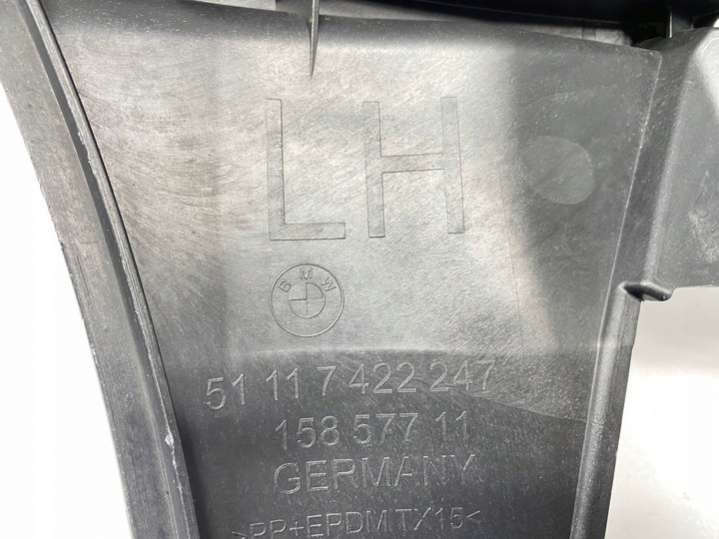 LH
BMW
51 11 7 422 247
158 577 11
GERMANY
>PP+EPDM TX15<